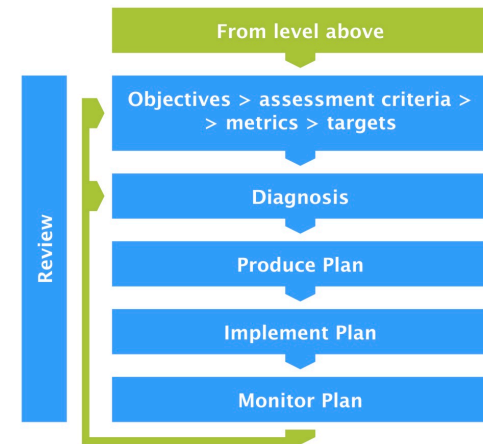 From level above
Objectives > assessment criteria >
> metrics > targets
Diagnosis
Produce Plan
Implement Plan
Monitor Plan
Review